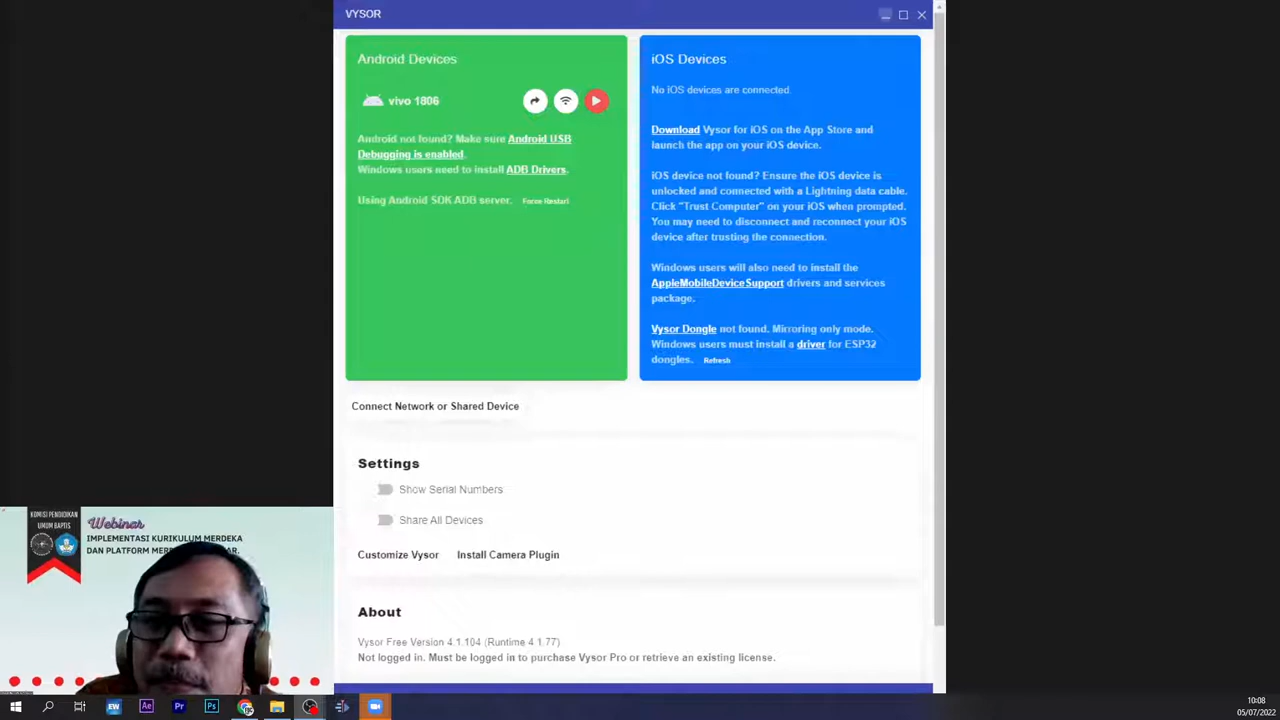 VYSOR
Android Devices
vivo 1806
Android not found? Make sure Android USB
Debugging is enabled.
Windows users need to install ADB Drivers.
Using Android SDK ADB server. Force Restart
iOS Devices
No iOS devices are connected.
Download Vysor for iOS on the App Store and
launch the app on your iOS device.
iOS device not found? Ensure the iOS device is
unlocked and connected with a Lightning data cable.
Click "Trust Computer" on your iOS when prompted.
You may need to disconnect and reconnect your iOS
device after trusting the connection.
Windows users will also need to install the
AppleMobileDeviceSupport drivers and services
package.
Vysor Dongle not found. Mirroring only mode.
Windows users must install a driver for ESP32
dongles. Refresh
Connect Network or Shared Device
Settings
Show Serial Numbers
Share All Devices
Customize Vysor Install Camera Plugin
About
Vysor Free Version 4.1.104 (Runtime 4.1.77)
Not logged in. Must be logged in to purchase Vysor Pro or retrieve an existing license.
KOMISI PENDIDIKAN
UMUM BAPTIS
Webinar
IMPLEMENTASI KURIKULUM MERDEKA
DAN PLATFORM
EW
Ae
Pr
Ps
10:08
05/07/2022